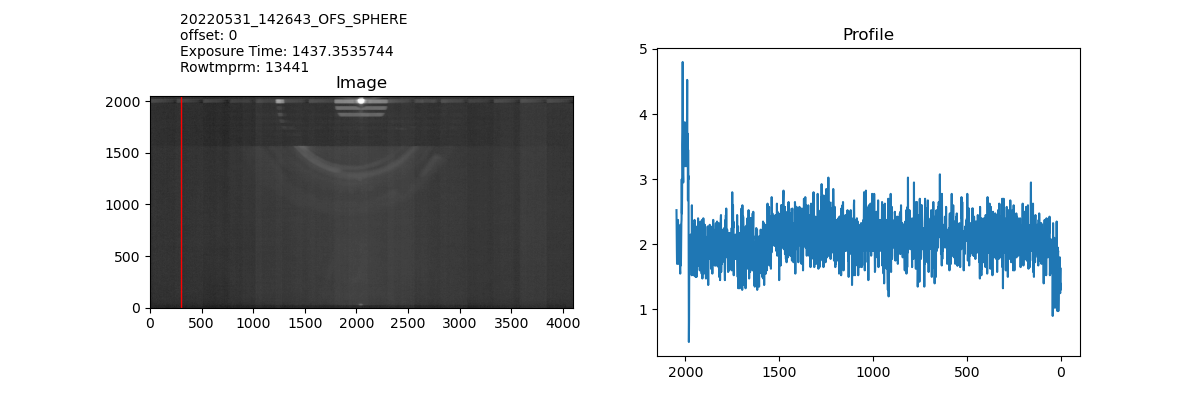 20220531_142643_OFS_SPHERE
offset: 0
Exposure Time: 1437.3535744
Rowtmprm: 13441
Image
2000
1500
1000
500
0
0 500 1000 1500 2000 2500 3000 3500 4000
Profile
5
4
3
2
1
2000 1500 1000 500 0